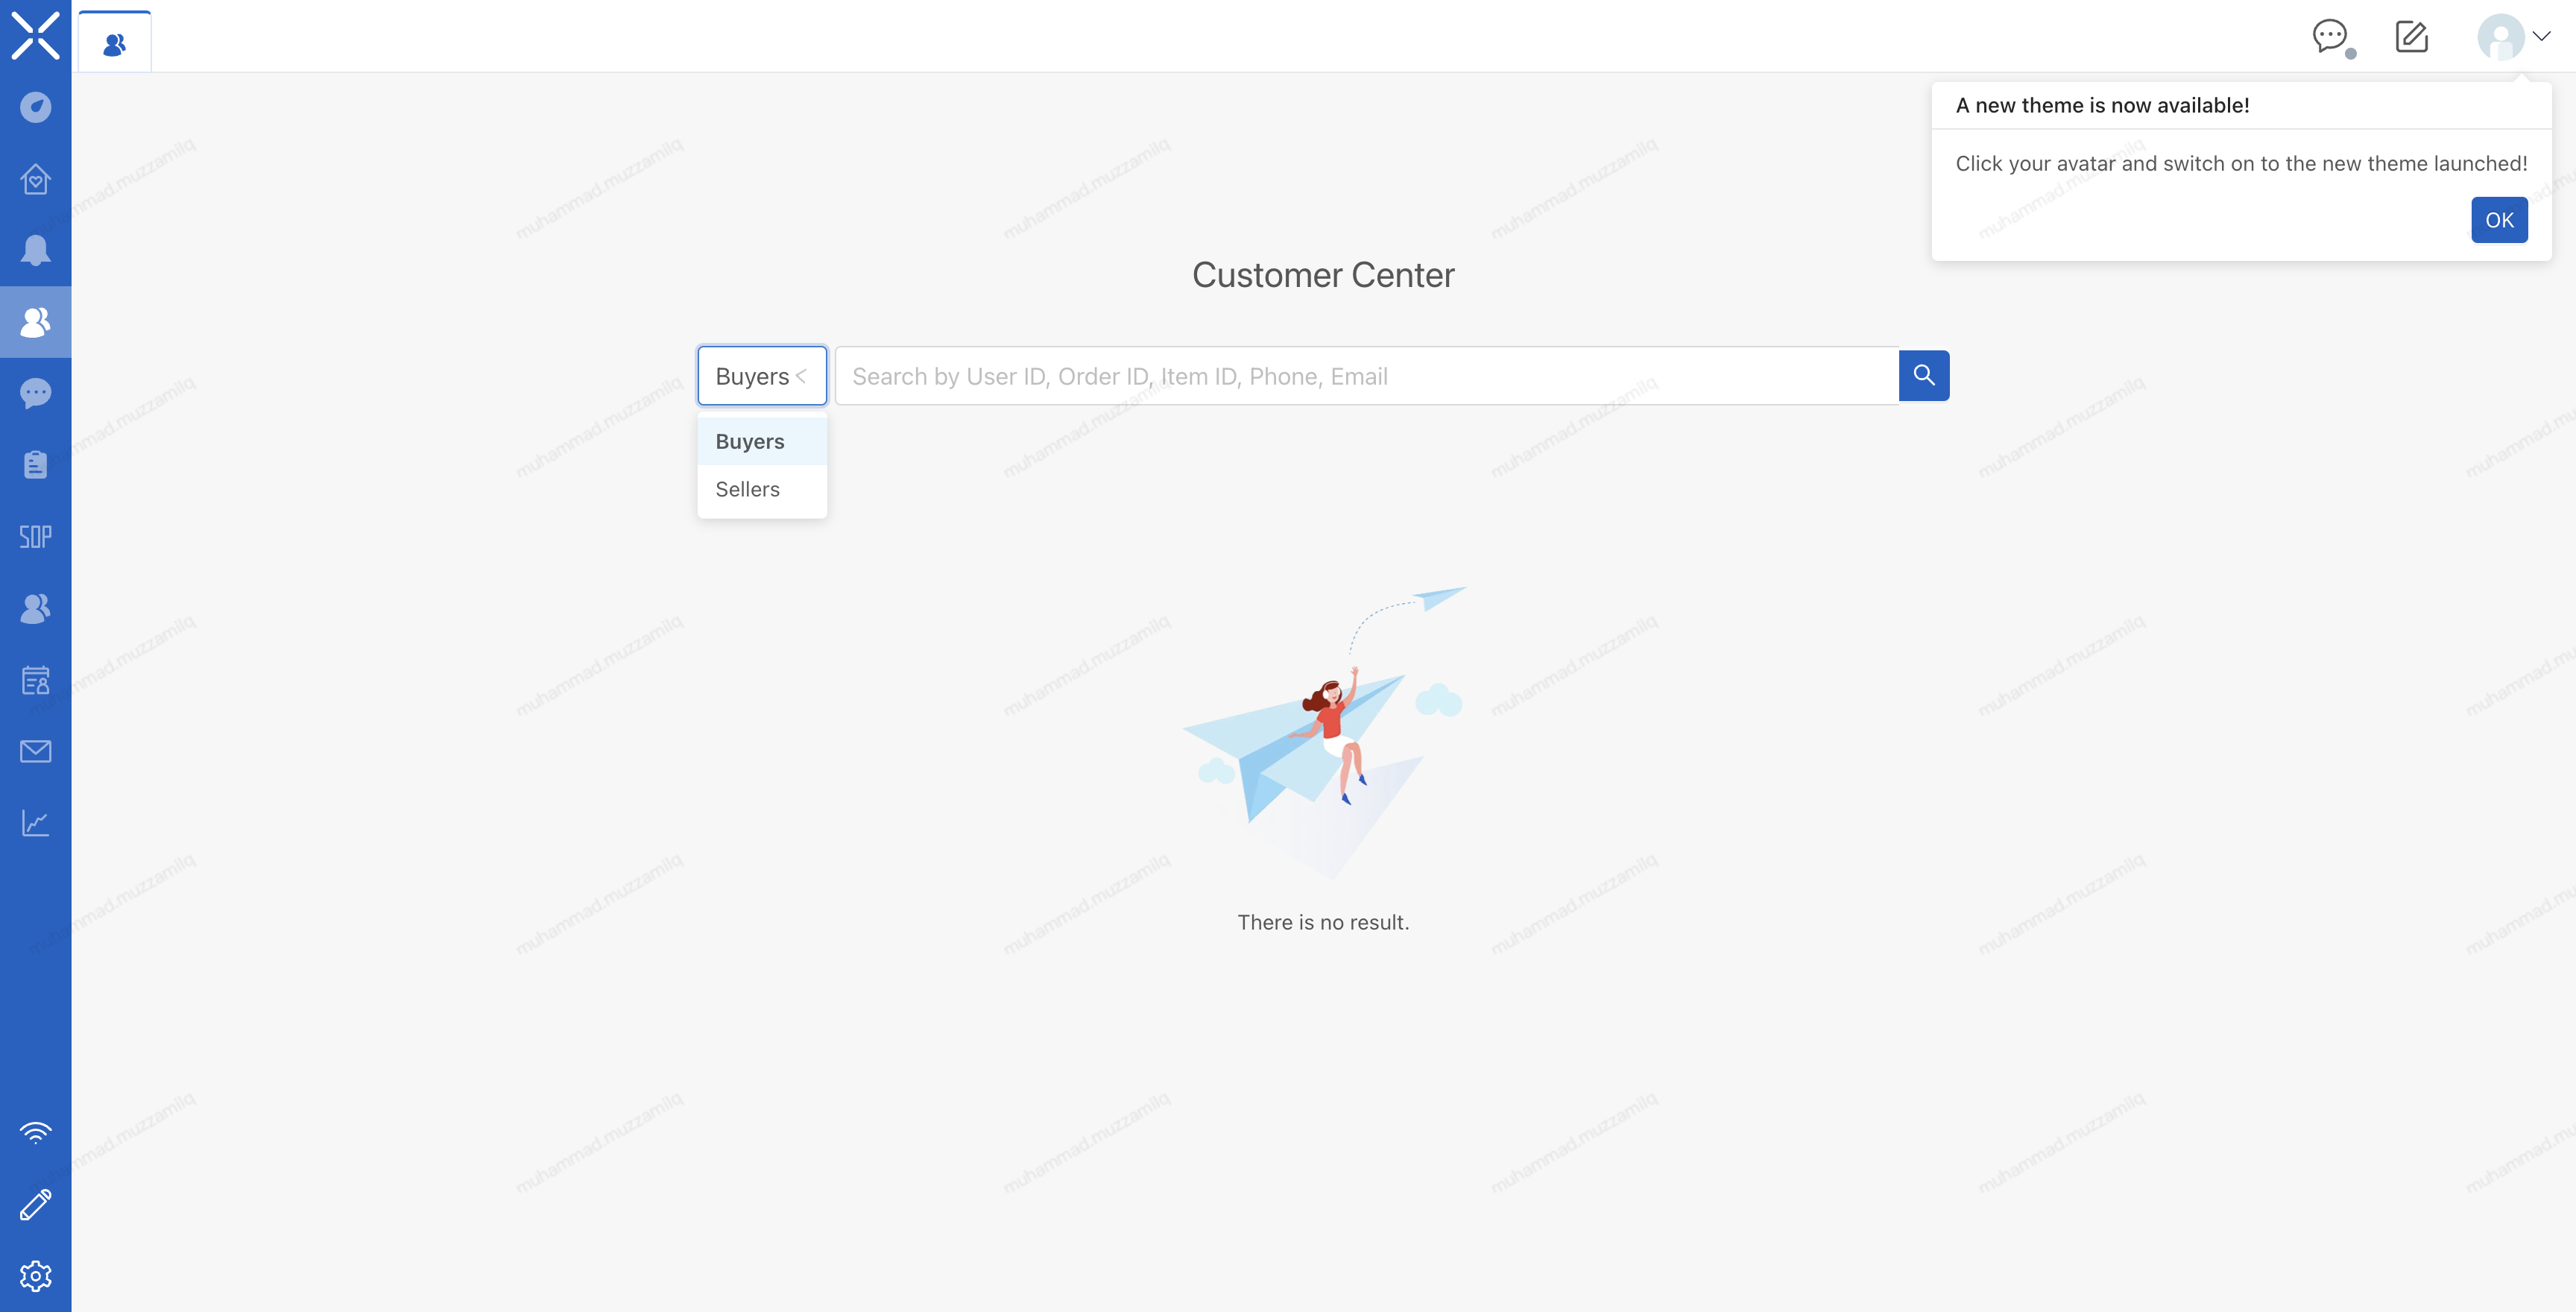 A new theme is now available!
Click your avatar and switch on to the new theme launched!
OK
Customer Center
Buyers
Search by User ID, Order ID, Item ID, Phone, Email
Buyers
Sellers
SOP
There is no result.
muhammad.muzzamilq